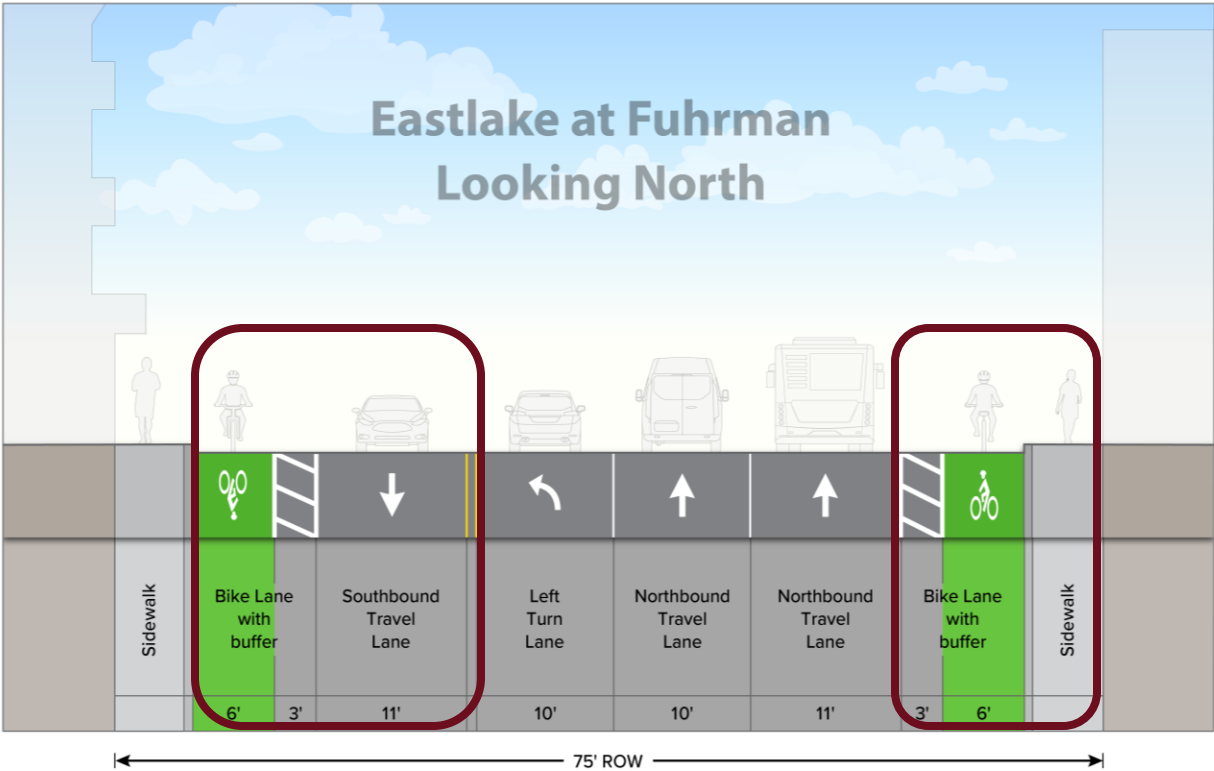 Eastlake at Fuhrman
Looking North
Sidewalk
Bike Lane
with
buffer
Southbound
Travel
Lane
Left
Turn
Lane
Northbound
Travel
Lane
Northbound
Travel
Lane
Bike Lane
with
buffer
Sidewalk
6'
3'
11'
10'
10'
11'
3'
6'
75' ROW